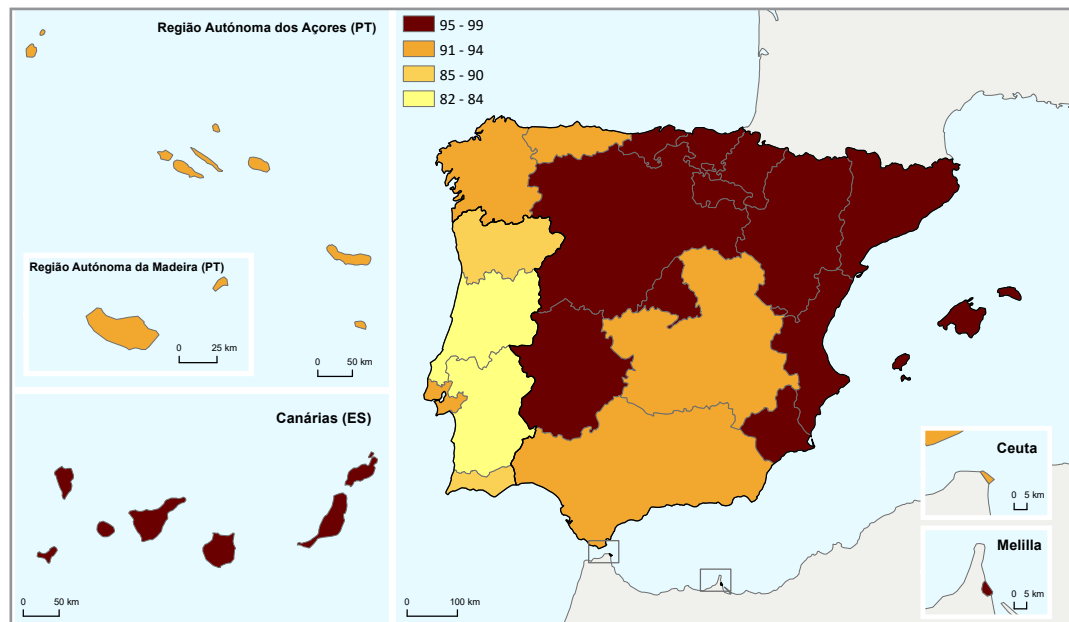 Região Autónoma dos Açores (PT)
Região Autónoma da Madeira (PT)
0 25 km
0 50 km
Canárias (ES)
0 50 km
95 - 99
91 - 94
85 - 90
82 - 84
0 100 km
Ceuta
0 5 km
Melilla
0 5 km